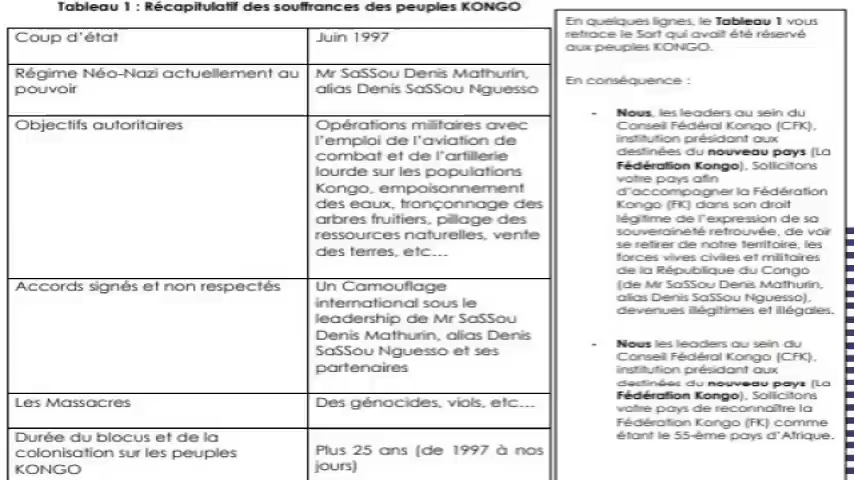 Tableau 1 : Récapitulatif des souffrances des peuples KONGO
Coup d'état
Juin 1997
Régime Néo-Nazi actuellement au
pouvoir
Mr SaSSou Denis Mathurin,
alias Denis SaSSou Nguesso
Objectifs autoritaires
Opérations militaires avec
l'emploi de l'aviation de
combat et de l'artillerie
lourde sur les populations
Kongo, empoisonnement
des eaux, tronçonnage des
arbres fruitiers, pillage des
ressources naturelles, vente
des terres, etc...
Accords signés et non respectés
Un Camouflage
international sous le
leadership de Mr SaSSou
Denis Mathurin, alias Denis
SaSSou Nguesso et ses
partenaires
Les Massacres
Des génocides, viols, etc...
Durée du blocus et de la
colonisation sur les peuples
KONGO
Plus 25 ans (de 1997 à nos
jours)
En quelques lignes, le Tableau 1 vous
retrace le Sort qui avait été réservé
aux peuples KONGO.
En conséquence :
- Nous, les leaders au sein du
Conseil Fédéral Kongo (CFK),
institution présidant aux
destinées du nouveau pays (La
Fédération Kongo), Sollicitons
votre pays afin
d'accompagner la Fédération
Kongo (FK) dans son droit
légitime de l'expression de sa
souveraineté retrouvée, de voir
se retirer de notre territoire, les
forces vives civiles et militaires
de la République du Congo
(de Mr SaSSou Denis Mathurin,
alias Denis SaSSou Nguesso),
devenues illégitimes et illégales.
- Nous les leaders au sein du
Conseil Fédéral Kongo (CFK),
institution présidant aux
destinées du nouveau pays (La
Fédération Kongo), Sollicitons
votre pays de reconnaître la
Fédération Kongo (FK) comme
étant le 55-ème pays d'Afrique.